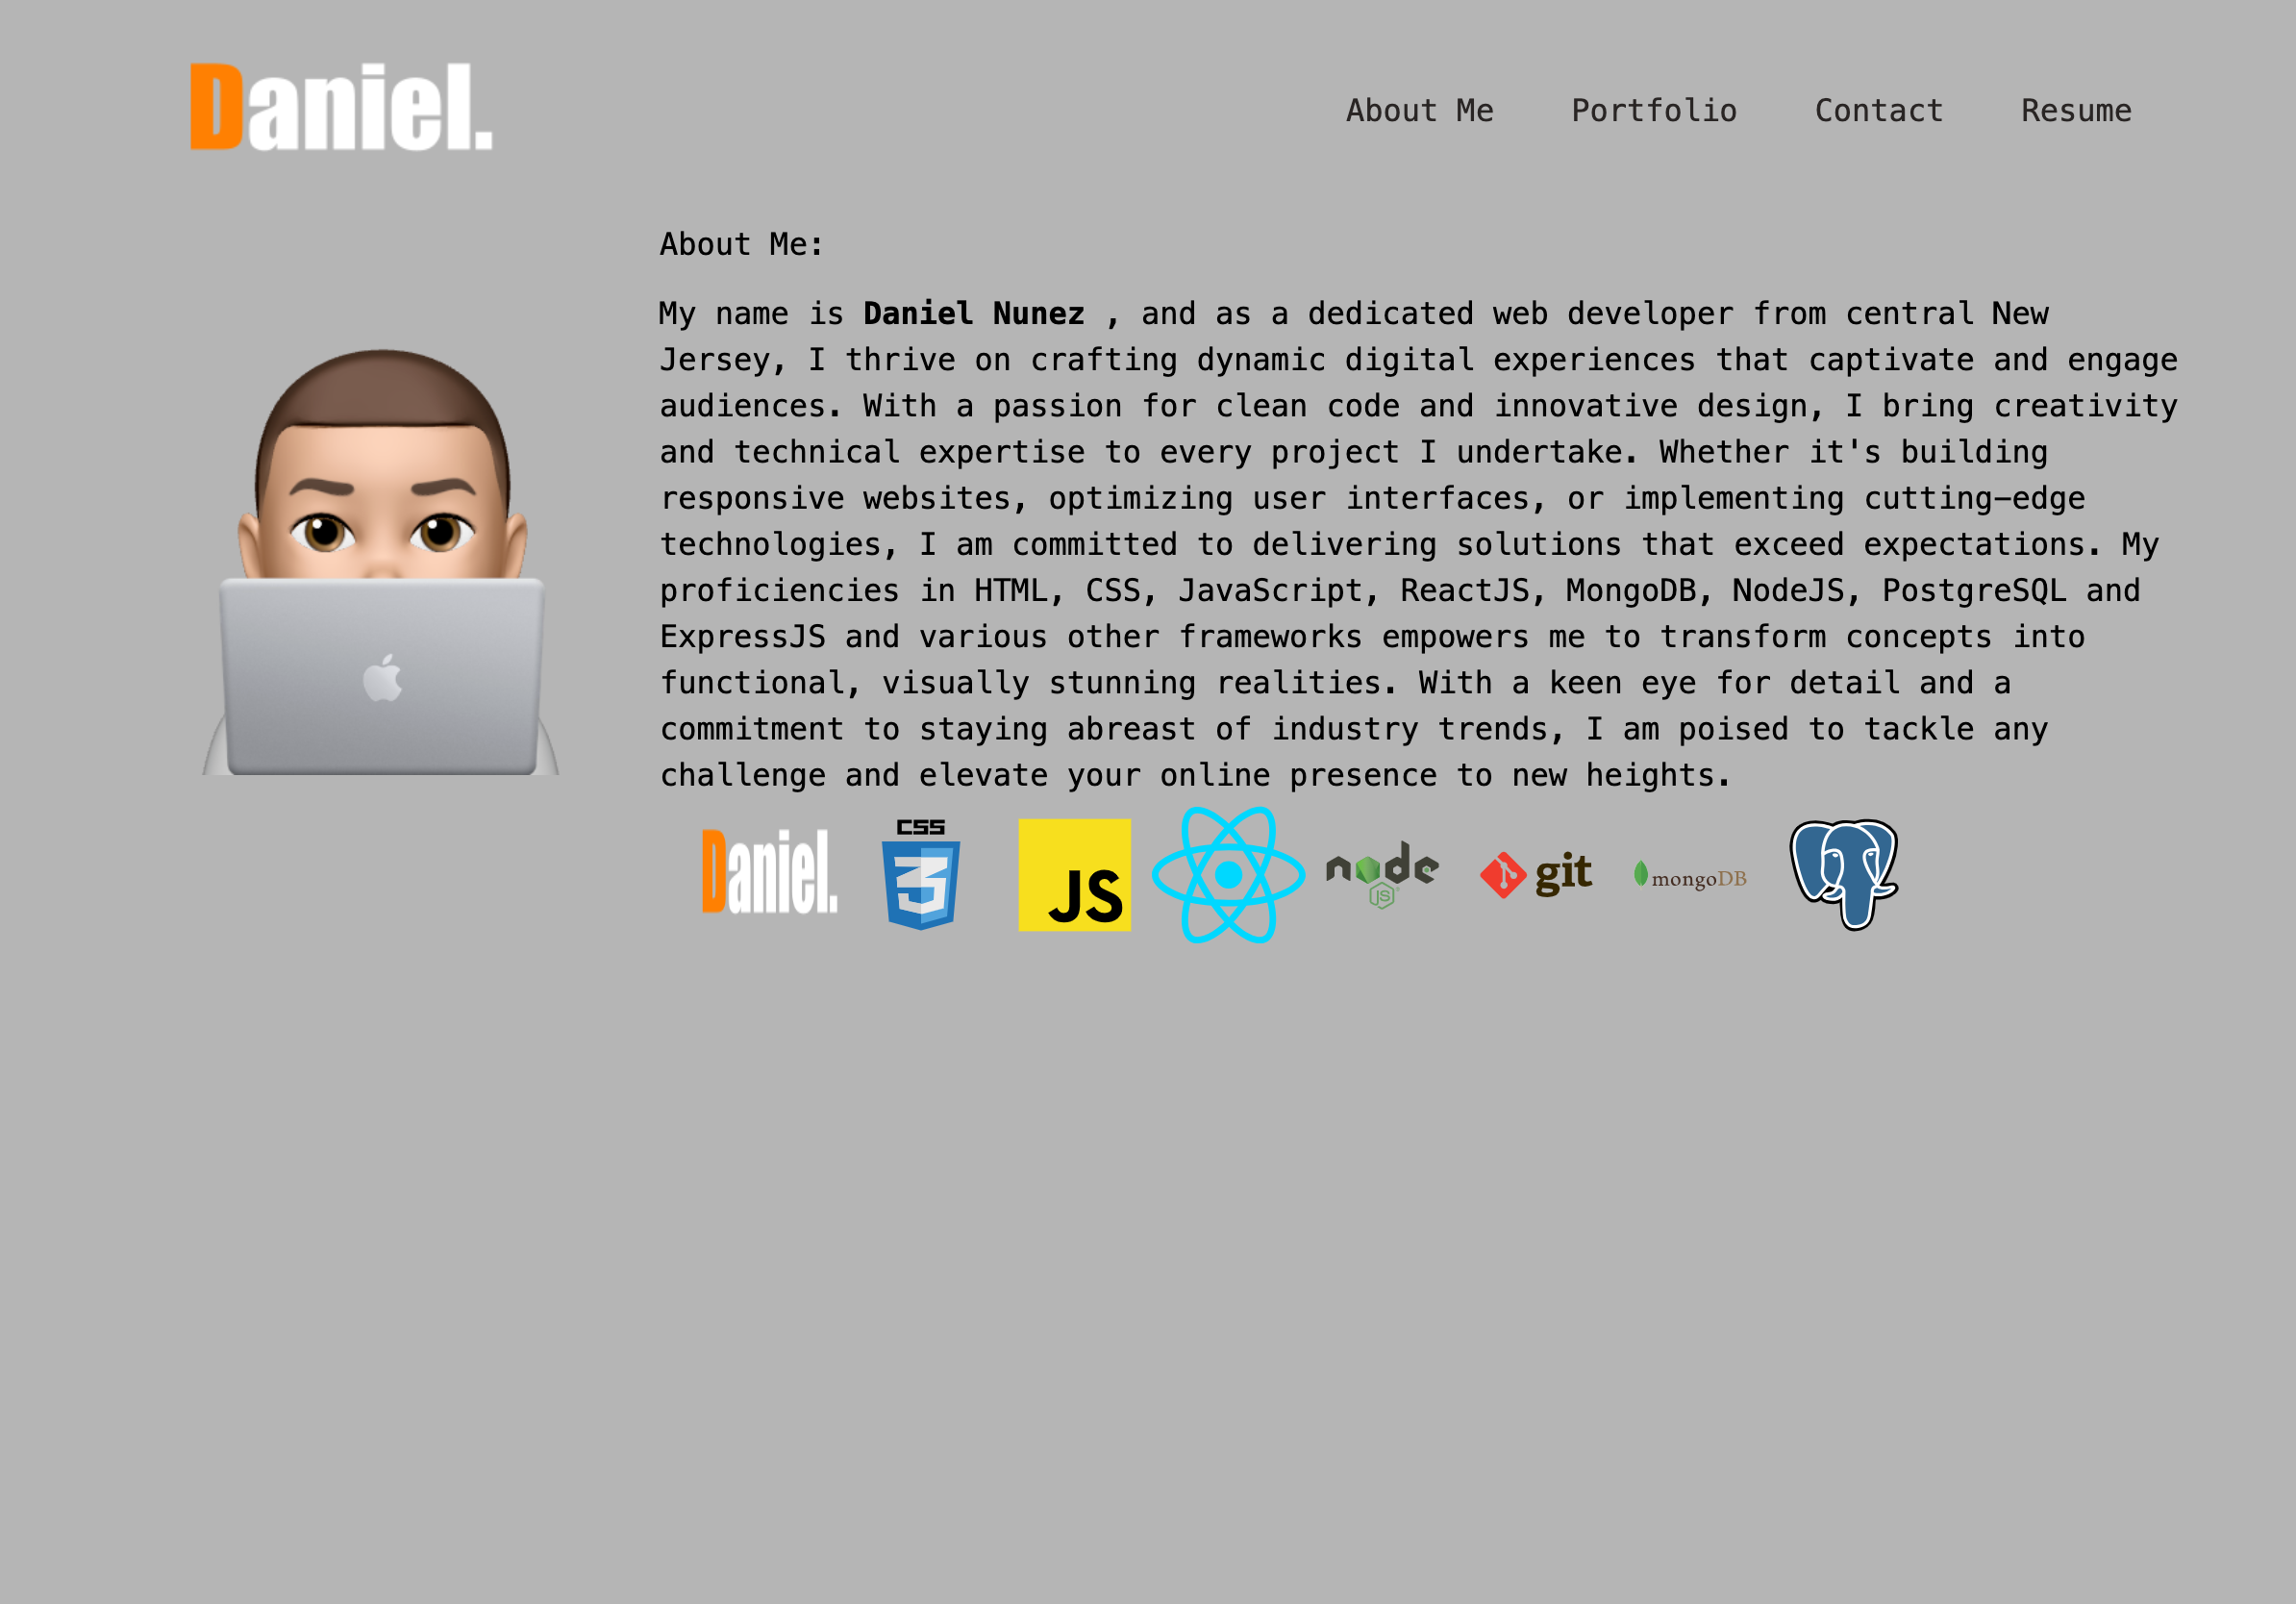 Daniel.
About Me Portfolio Contact Resume
About Me:
My name is Daniel Nunez , and as a dedicated web developer from central New
Jersey, I thrive on crafting dynamic digital experiences that captivate and engage
audiences. With a passion for clean code and innovative design, I bring creativity
and technical expertise to every project I undertake. Whether it's building
responsive websites, optimizing user interfaces, or implementing cutting-edge
technologies, I am committed to delivering solutions that exceed expectations. My
proficiencies in HTML, CSS, JavaScript, ReactJS, MongoDB, NodeJS, PostgreSQL and
ExpressJS and various other frameworks empowers me to transform concepts into
functional, visually stunning realities. With a keen eye for detail and a
commitment to staying abreast of industry trends, I am poised to tackle any
challenge and elevate your online presence to new heights.
Daniel. CSS 3 JS node JS git mongoDB